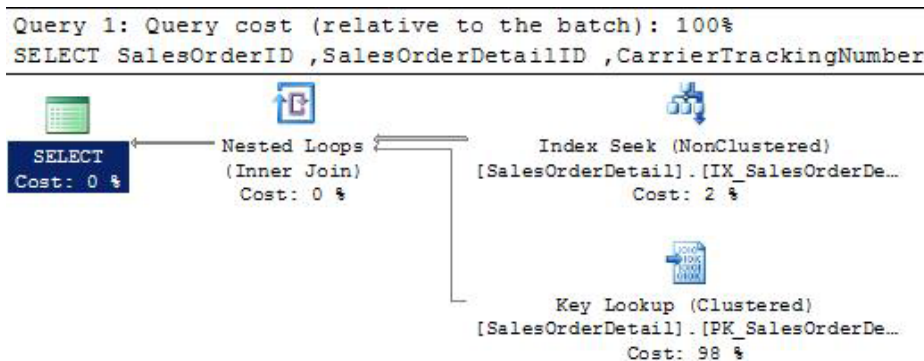 Query 1: Query cost (relative to the batch): 100%
SELECT SalesOrderID ,SalesOrderDetailID ,CarrierTrackingNumber
SELECT
Cost: 0 %
Nested Loops
(Inner Join)
Cost: 0 %
Index Seek (NonClustered)
[SalesOrderDetail].[IX_SalesOrderDe…
Cost: 2 %
Key Lookup (Clustered)
[SalesOrderDetail].[PK_SalesOrderDe…
Cost: 98 %